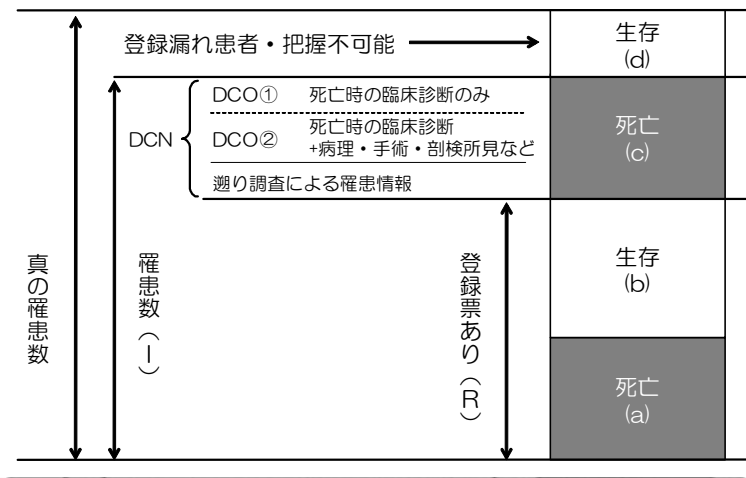 登録漏れ患者・把握不可能
生存
(d)
DCN
DCO① 死亡時の臨床診断のみ
DCO② 死亡時の臨床診断
+病理・手術・剖検所見など
遡り調査による罹患情報
死亡
(c)
真の罹患数
罹患数(I)
登録票あり(R)
生存
(b)
死亡
(a)